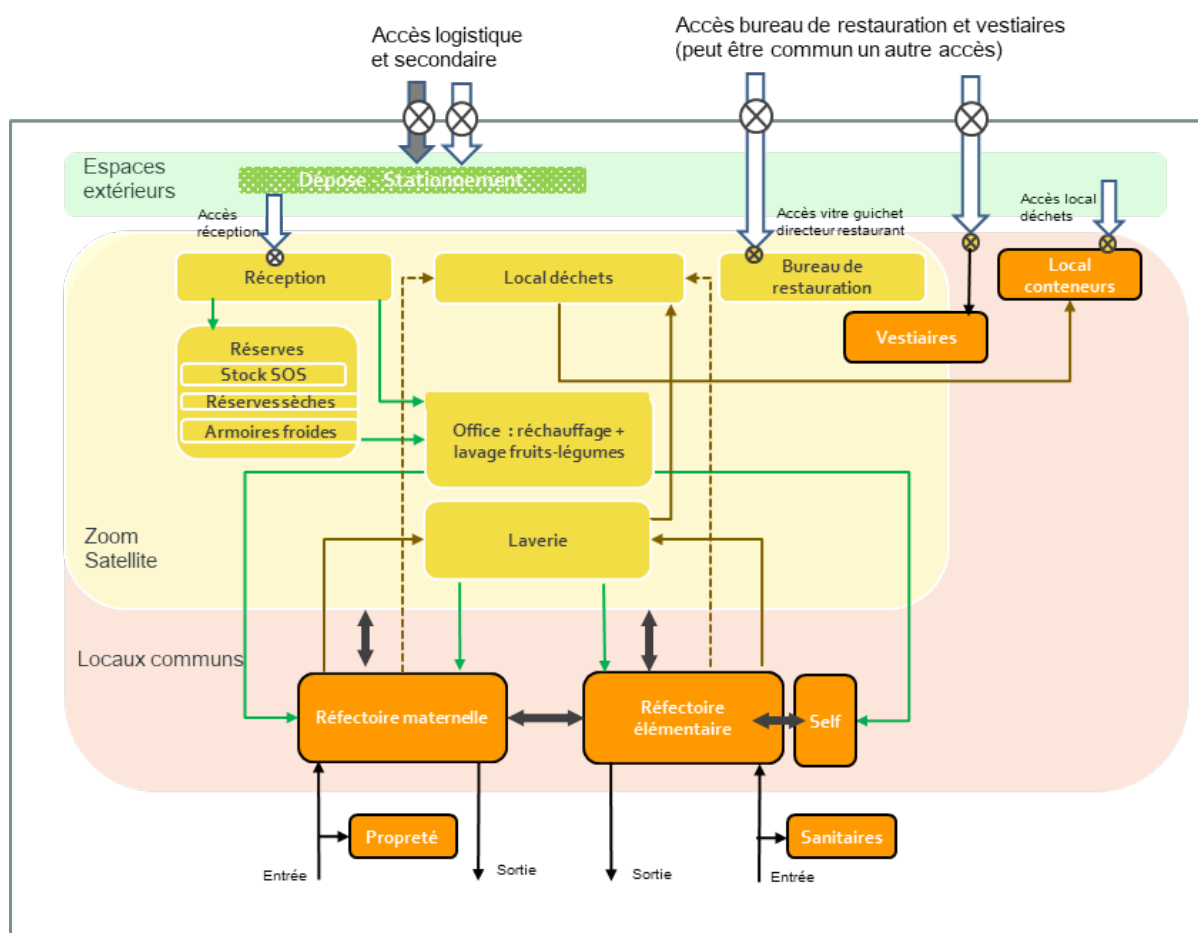 Accès logistique
et secondaire
Accès bureau de restauration et vestiaires
(peut être commun un autre accès)
Espaces
extérieurs
Dépose - Stationnement
Accès
réception
Accès vitre guichet
directeur restaurant
Accès local
déchets
Réception
Local déchets
Bureau de
restauration
Local
conteneurs
Vestiaires
Réserves
Stock SOS
Réserves sèches
Armoires froides
Office : réchauffage +
lavage fruits-légumes
Laverie
Zoom
Satellite
Locaux communs
Réfectoire maternelle
Réfectoire
élémentaire
Self
Propreté
Sanitaires
Entrée
Sortie
Sortie
Entrée